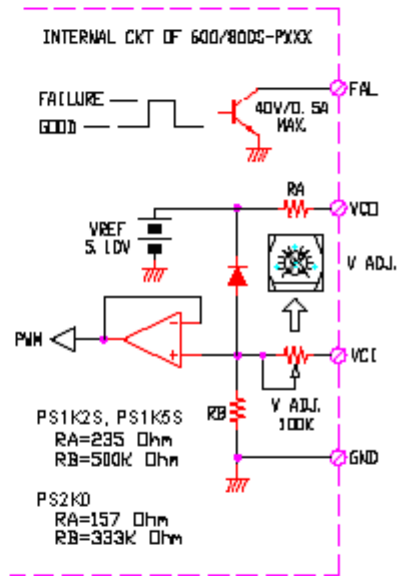 INTERNAL CKT OF 600/800S-PXXX
FAL
FAILURE
GOOD
40V/0.5A
MAX.
RA
VCO
VREF
5.10V
V ADJ.
PWM
-
+
VCI
RB
V ADJ.
100K
PS1K2S, PS1K5S
RA=235 Ohm
RB=500K Ohm
GND
PS2K0
RA=157 Ohm
RB=333K Ohm